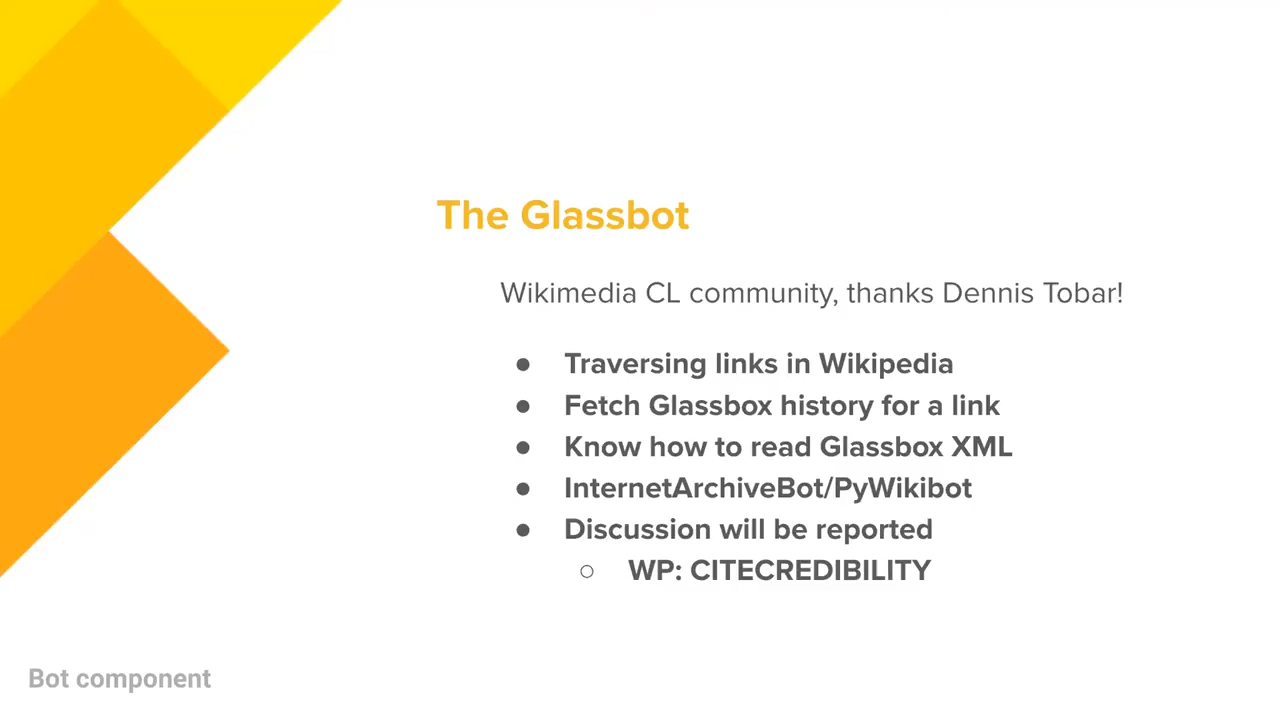 The Glassbot
Wikimedia CL community, thanks Dennis Tobar!
● Traversing links in Wikipedia
● Fetch Glassbox history for a link
● Know how to read Glassbox XML
● InternetArchiveBot/PyWikibot
● Discussion will be reported
○ WP: CITECREDIBILITY
Bot component